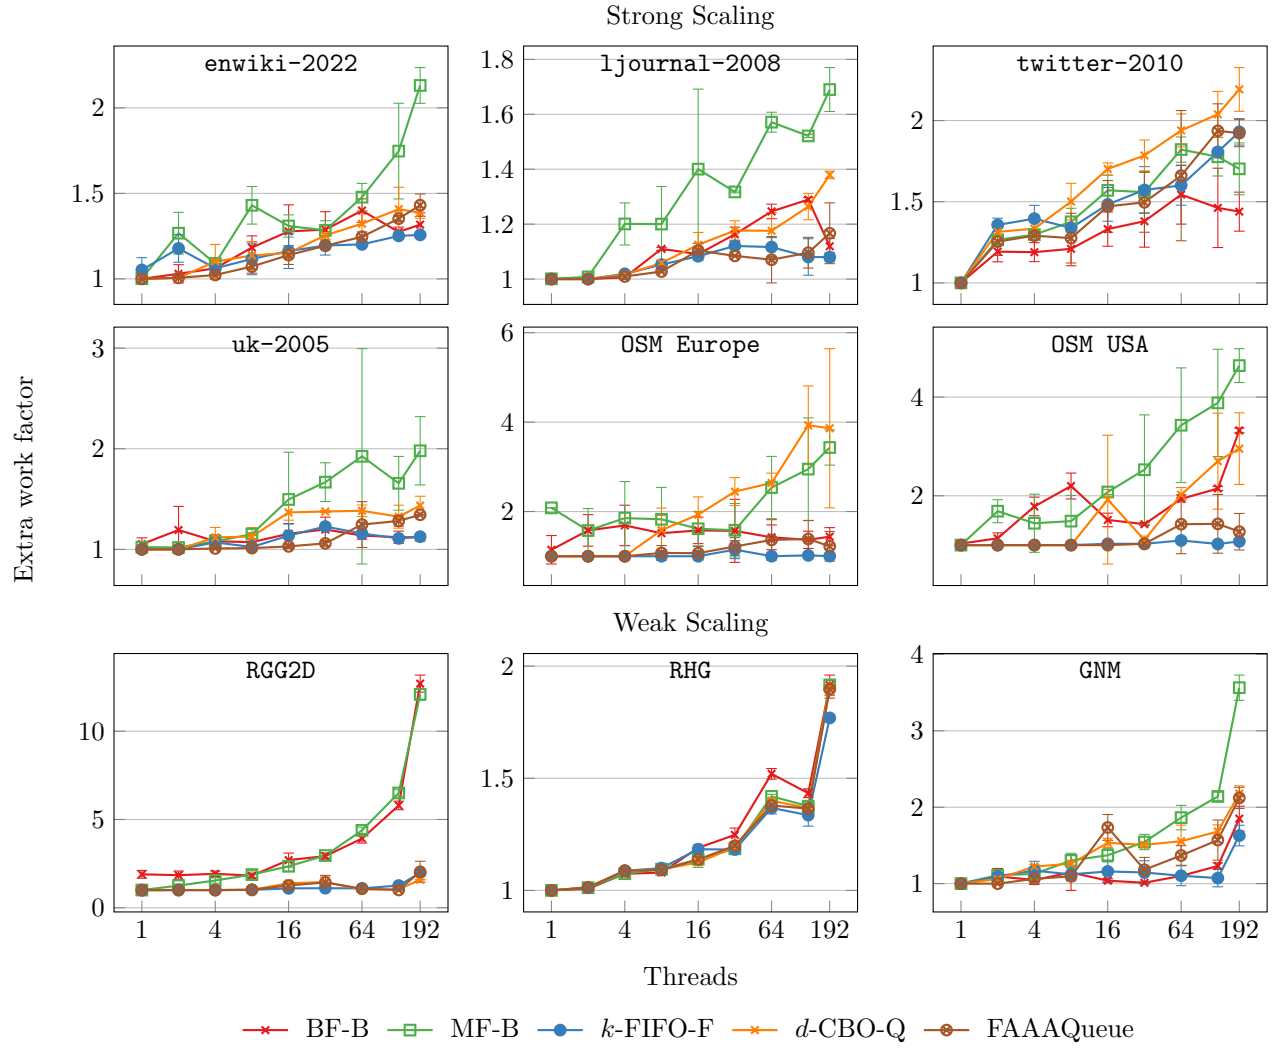 Strong Scaling
enwiki-2022
ljournal-2008
twitter-2010
1
1.5
2
1
1.2
1.4
1.6
1.8
1
1.5
2
uk-2005
OSM Europe
OSM USA
1
2
3
2
4
6
2
4
Extra work factor
Weak Scaling
RGG2D
RHG
GNM
0
5
10
1
1.5
2
1
2
3
4
1 4 16 64 192
1 4 16 64 192
1 4 16 64 192
Threads
BF-B MF-B k-FIFO-F d-CBO-Q FAAAQueue